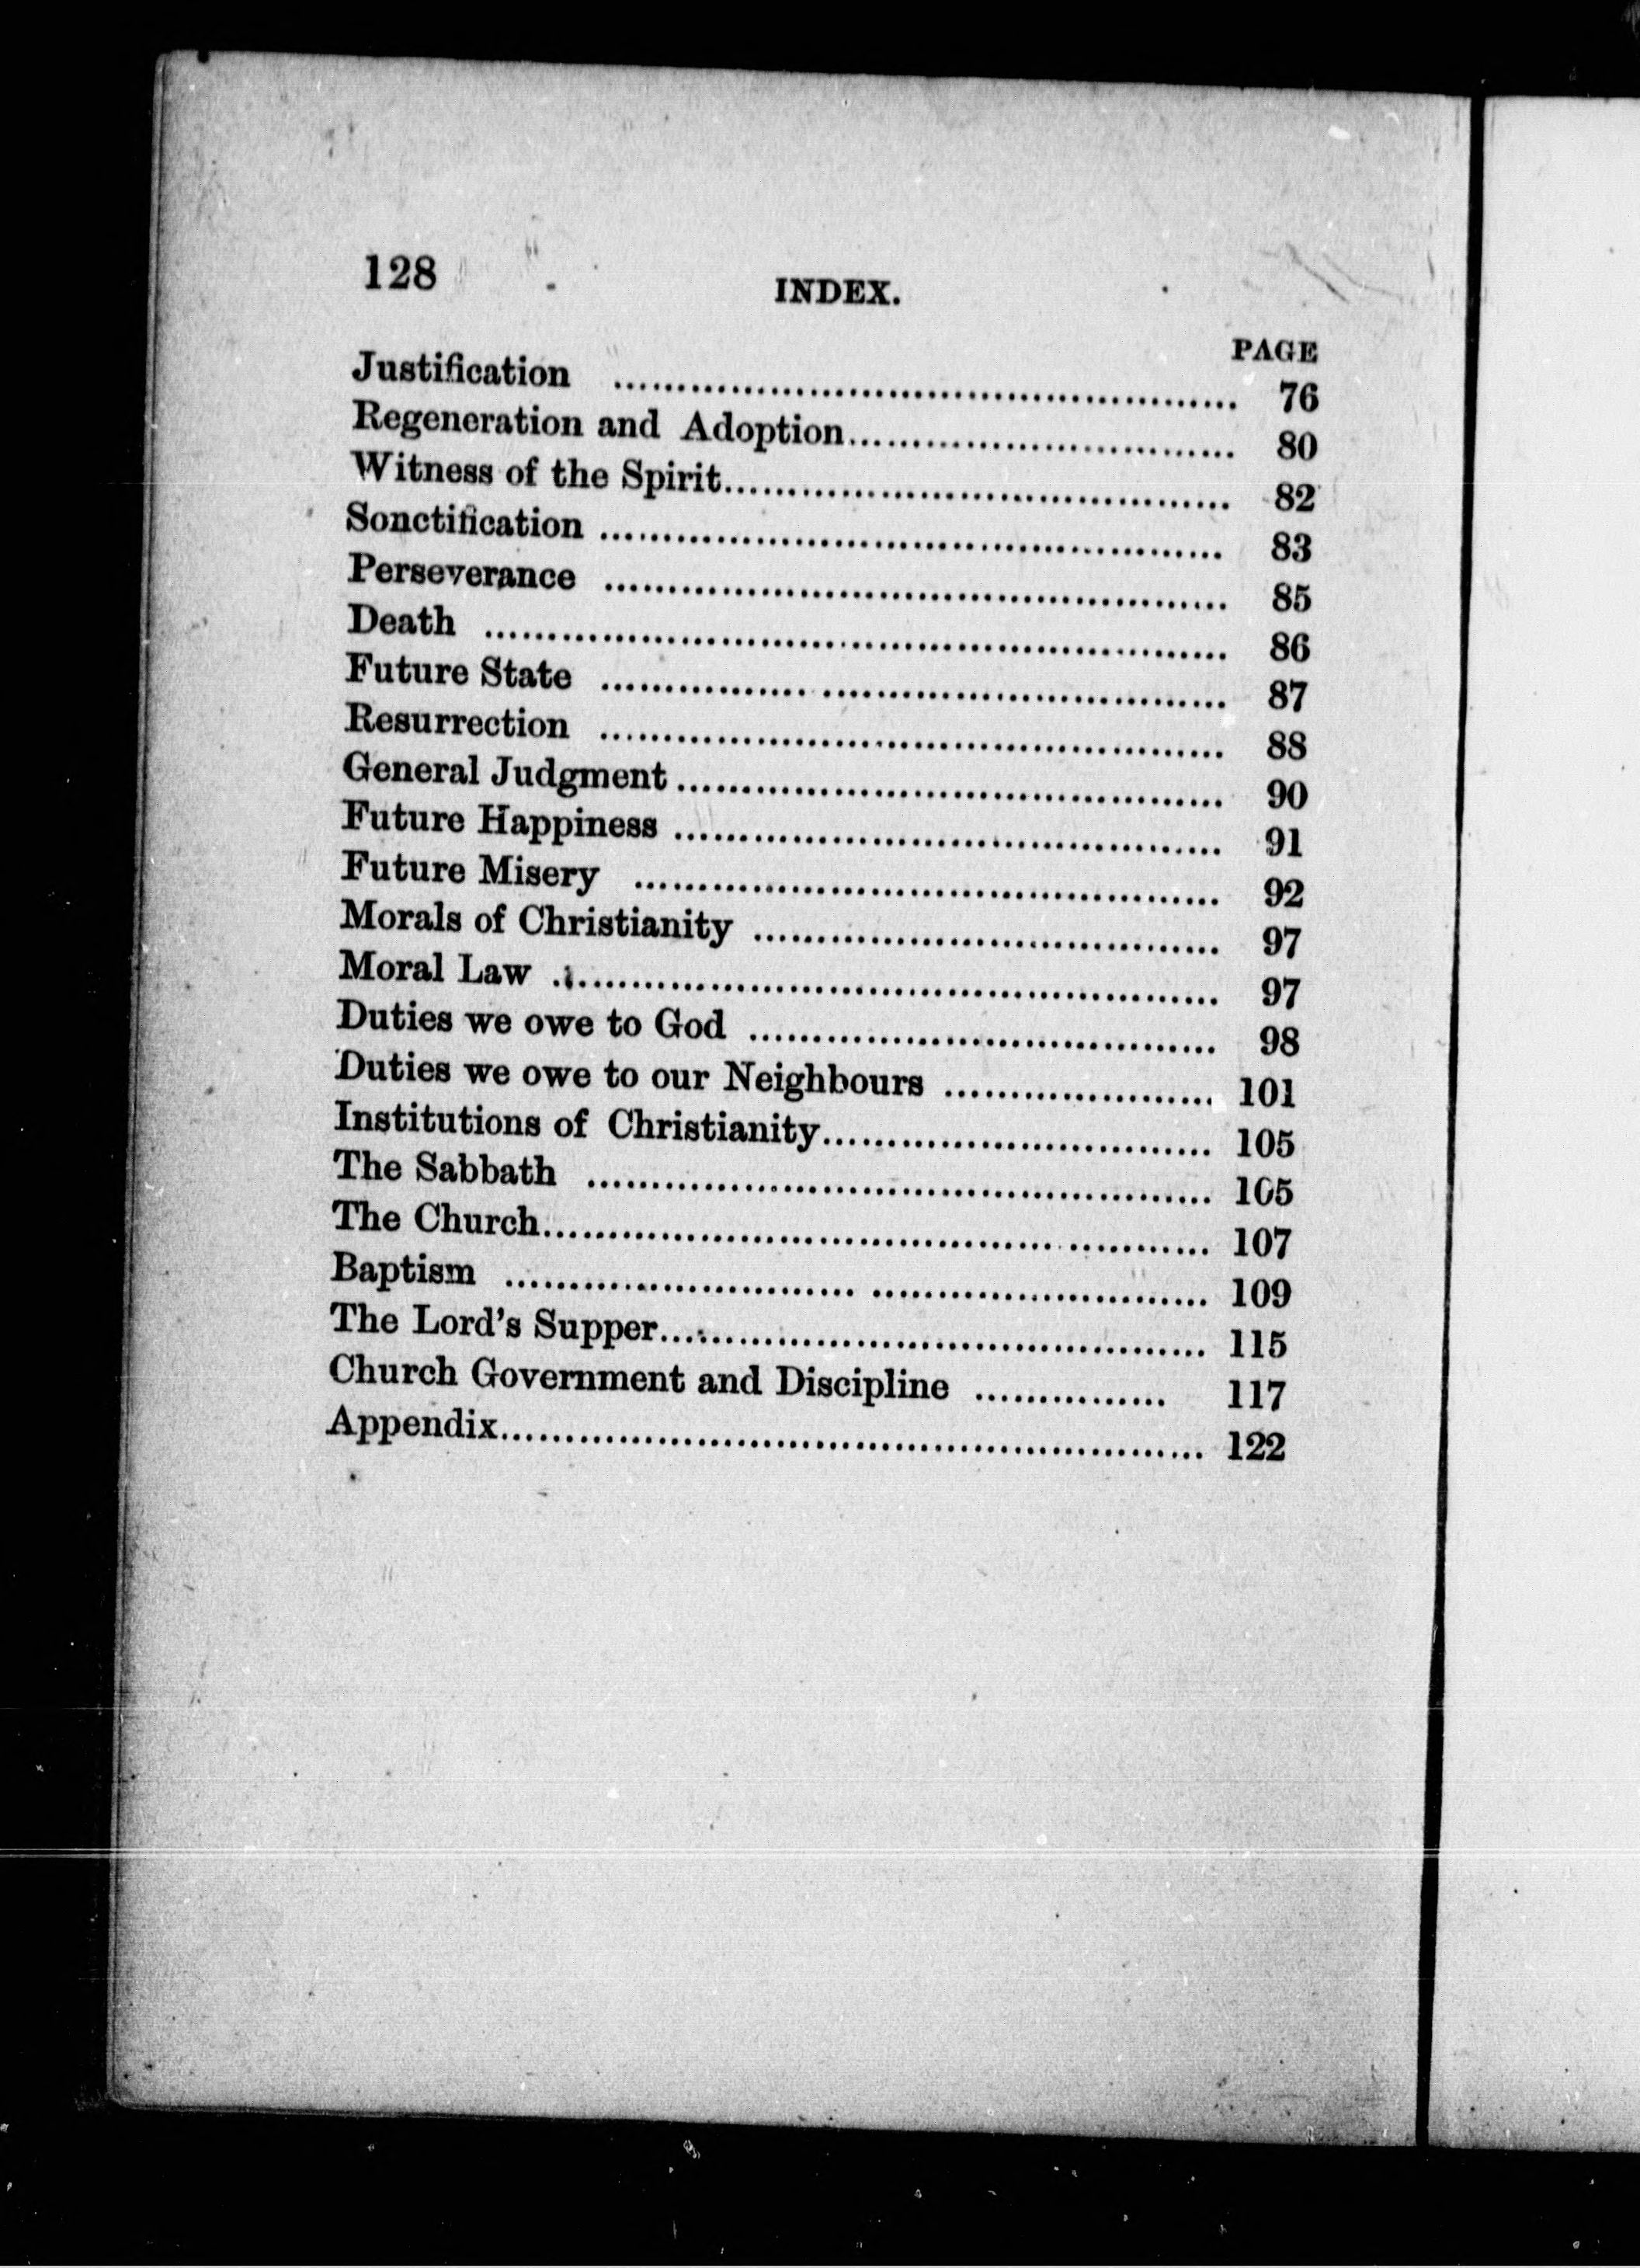 128
INDEX.
PAGE
Justification ................................................ 76
Regeneration and Adoption.............................. 80
Witness of the Spirit....................................... 82
Sonctification ................................................ 83
Perseverance ................................................ 85
Death ......................................................... 86
Future State ................ ............................... 87
Resurrection ................................................ 88
General Judgment.......................................... 90
Future Happiness .......................................... 91
Future Misery ............................................. 92
Morals of Christianity .................................... 97
Moral Law ................................................... 97
Duties we owe to God .................................... 98
Duties we owe to our Neighbours ..................... 101
Institutions of Christianity.............................. 105
The Sabbath ................................................ 105
The Church....................................... ........... 107
Baptism ........................... .......................... 109
The Lord's Supper.......................................... 115
Church Government and Discipline ............... 117
Appendix...................................................... 122